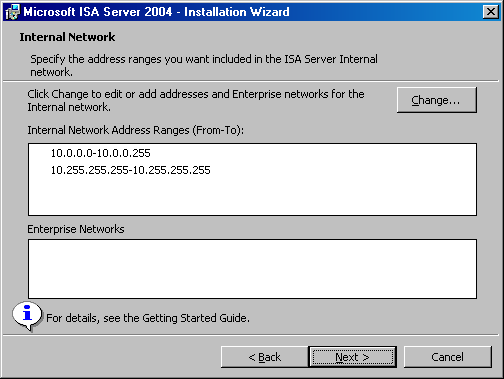 Microsoft ISA Server 2004 - Installation Wizard
Internal Network
Specify the address ranges you want included in the ISA Server Internal
network.
Click Change to edit or add addresses and Enterprise networks for the
Internal network.
Change...
Internal Network Address Ranges (From-To):
10.0.0.0-10.0.0.255
10.255.255.255-10.255.255.255
Enterprise Networks
For details, see the Getting Started Guide.
< Back
Next >
Cancel